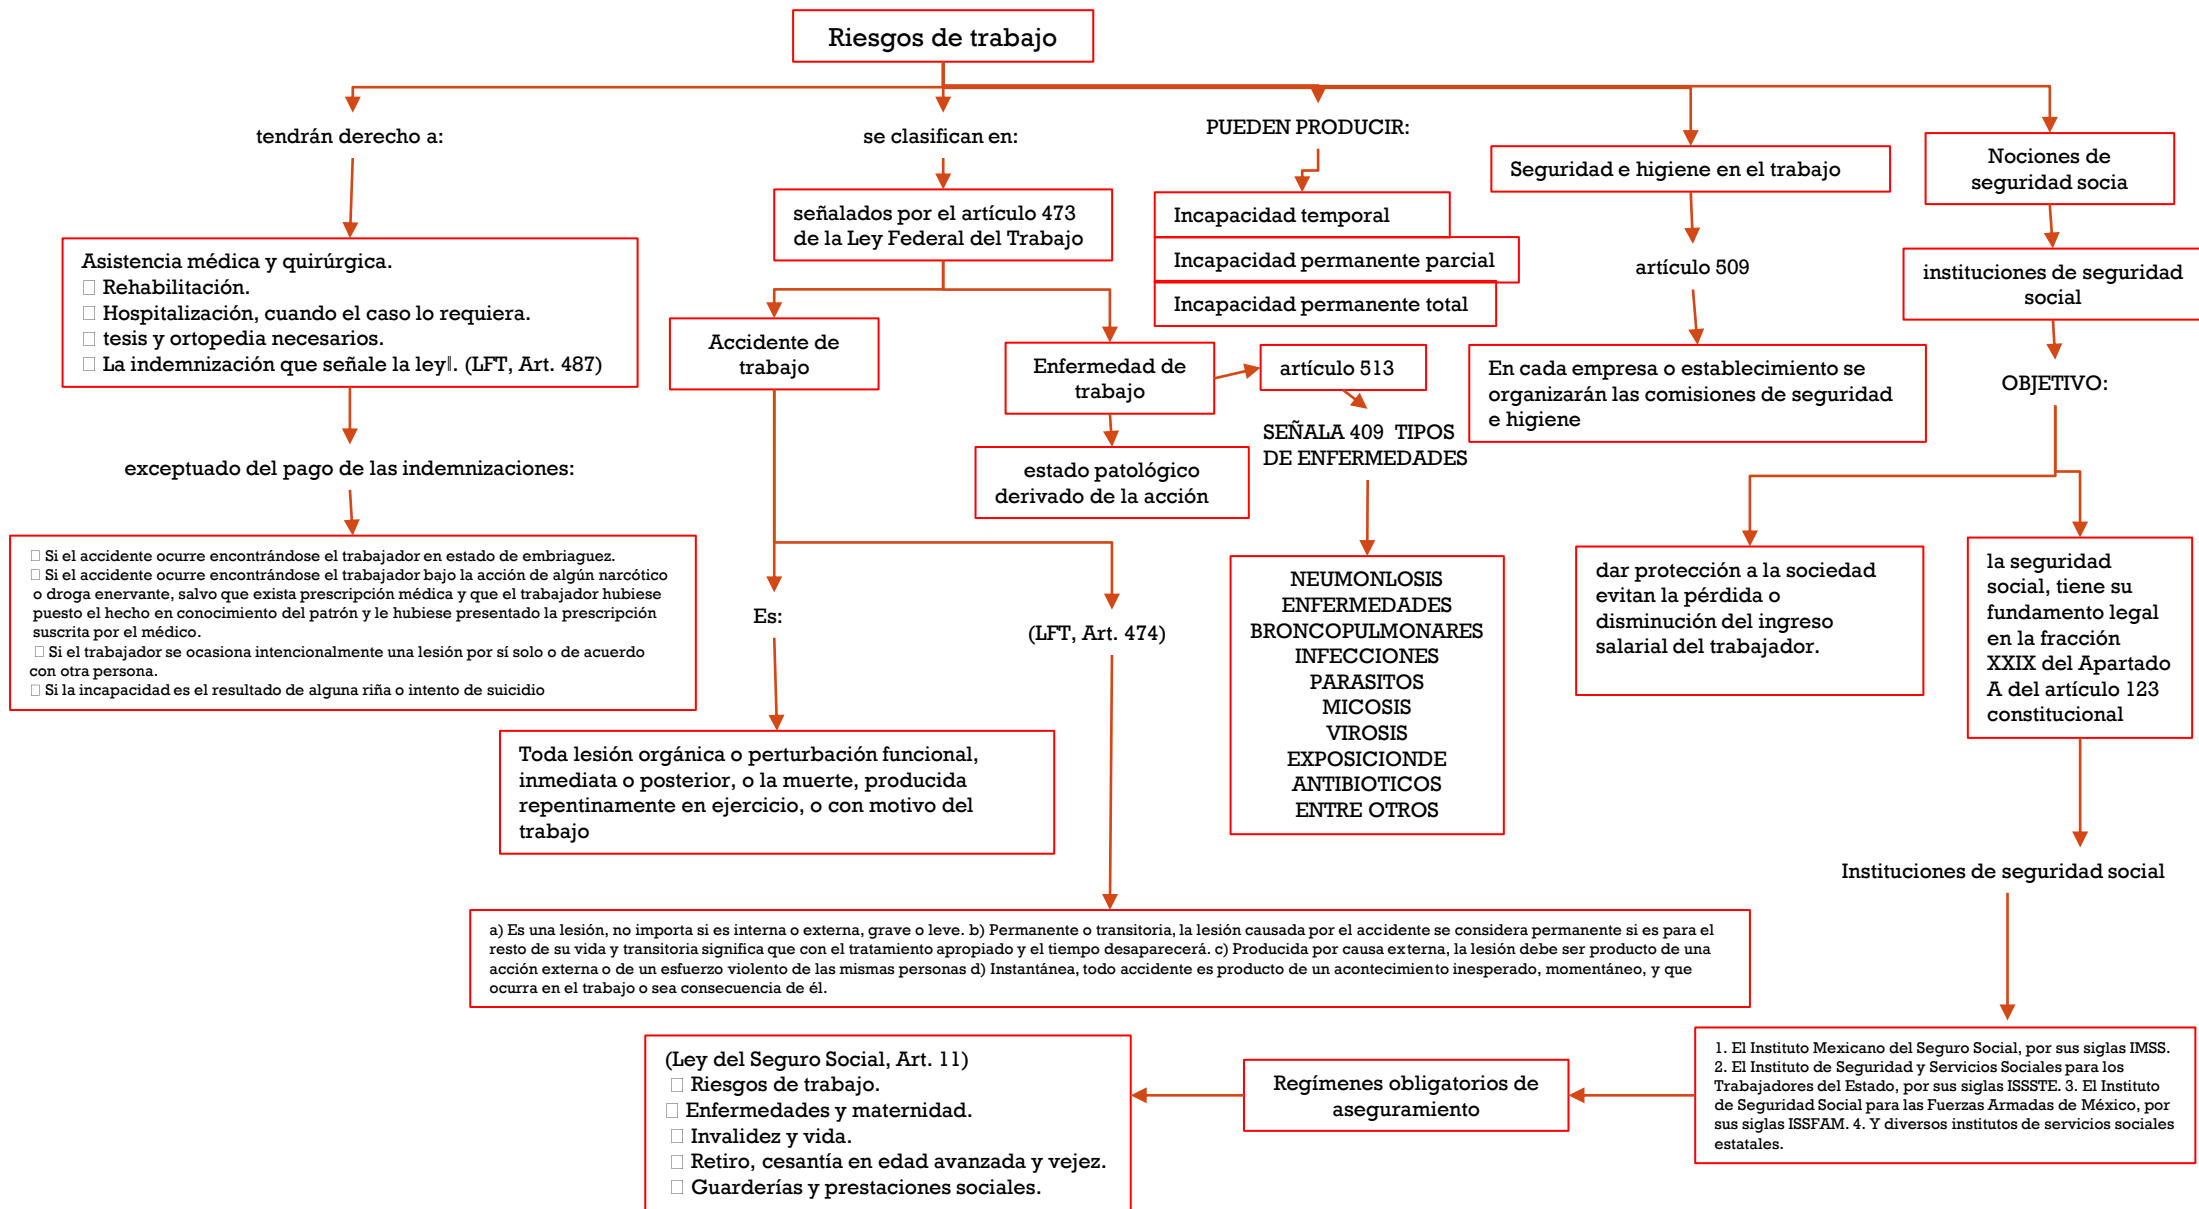 Riesgos de trabajo
tendrán derecho a:
Asistencia médica y quirúrgica.
□ Rehabilitación.
□ Hospitalización, cuando el caso lo requiera.
□ tesis y ortopedia necesarios.
□ La indemnización que señale la ley‖. (LFT, Art. 487)
exceptuado del pago de las indemnizaciones:
□ Si el accidente ocurre encontrándose el trabajador en estado de embriaguez.
□ Si el accidente ocurre encontrándose el trabajador bajo la acción de algún narcótico
o droga enervante, salvo que exista prescripción médica y que el trabajador hubiese
puesto el hecho en conocimiento del patrón y le hubiese presentado la prescripción
suscrita por el médico.
□ Si el trabajador se ocasiona intencionalmente una lesión por sí solo o de acuerdo
con otra persona.
□ Si la incapacidad es el resultado de alguna riña o intento de suicidio
se clasifican en:
señalados por el artículo 473
de la Ley Federal del Trabajo
Accidente de
trabajo
Es:
Toda lesión orgánica o perturbación funcional,
inmediata o posterior, o la muerte, producida
repentinamente en ejercicio, o con motivo del
trabajo
(LFT, Art. 474)
a) Es una lesión, no importa si es interna o externa, grave o leve. b) Permanente o transitoria, la lesión causada por el accidente se considera permanente si es para el
resto de su vida y transitoria significa que con el tratamiento apropiado y el tiempo desaparecerá. c) Producida por causa externa, la lesión debe ser producto de una
acción externa o de un esfuerzo violento de las mismas personas d) Instantánea, todo accidente es producto de un acontecimiento inesperado, momentáneo, y que
ocurra en el trabajo o sea consecuencia de él.
Enfermedad de
trabajo
estado patológico
derivado de la acción
artículo 513
SEÑALA 409 TIPOS
DE ENFERMEDADES
NEUMONLOSIS
ENFERMEDADES
BRONCOPULMONARES
INFECCIONES
PARASITOS
MICOSIS
VIROSIS
EXPOSICIONDE
ANTIBIOTICOS
ENTRE OTROS
PUEDEN PRODUCIR:
Incapacidad temporal
Incapacidad permanente parcial
Incapacidad permanente total
Seguridad e higiene en el trabajo
artículo 509
En cada empresa o establecimiento se
organizarán las comisiones de seguridad
e higiene
Nociones de
seguridad socia
instituciones de seguridad
social
OBJETIVO:
dar protección a la sociedad
evitan la pérdida o
disminución del ingreso
salarial del trabajador.
la seguridad
social, tiene su
fundamento legal
en la fracción
XXIX del Apartado
A del artículo 123
constitucional
Instituciones de seguridad social
1. El Instituto Mexicano del Seguro Social, por sus siglas IMSS.
2. El Instituto de Seguridad y Servicios Sociales para los
Trabajadores del Estado, por sus siglas ISSSTE. 3. El Instituto
de Seguridad Social para las Fuerzas Armadas de México, por
sus siglas ISSFAM. 4. Y diversos institutos de servicios sociales
estatales.
Regímenes obligatorios de
aseguramiento
(Ley del Seguro Social, Art. 11)
□ Riesgos de trabajo.
□ Enfermedades y maternidad.
□ Invalidez y vida.
□ Retiro, cesantía en edad avanzada y vejez.
□ Guarderías y prestaciones sociales.